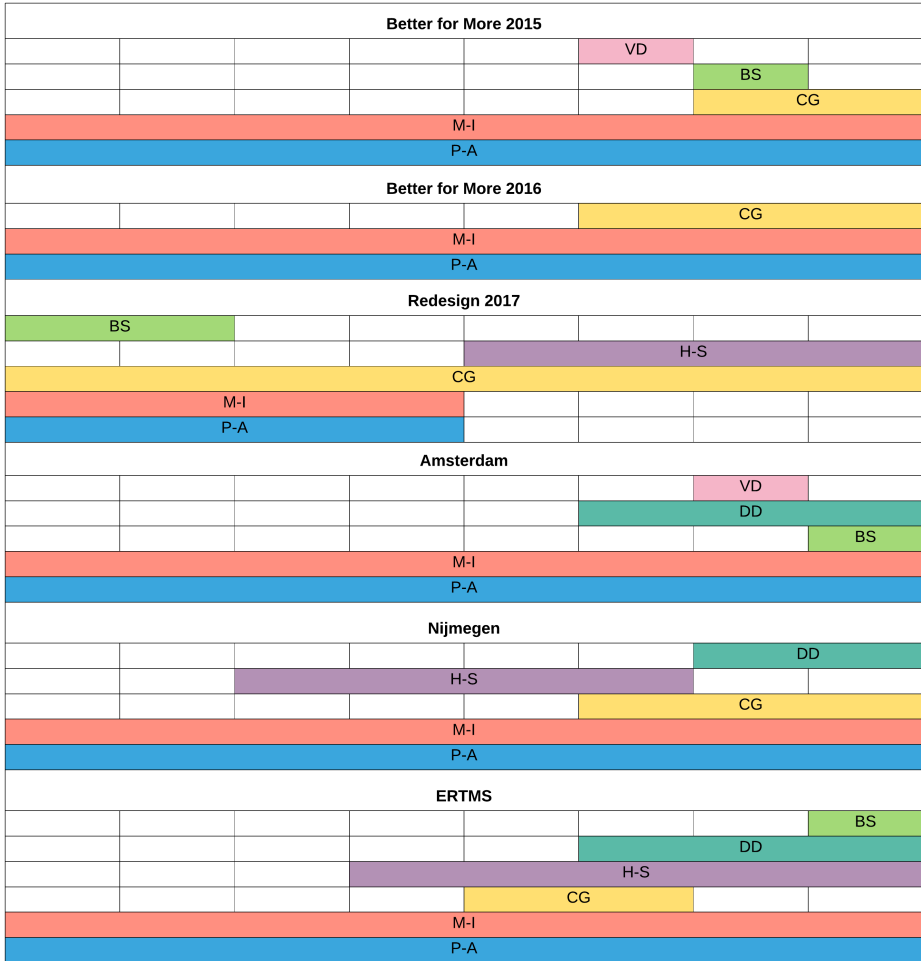 Better for More 2015
VD
BS
CG
M-I
P-A
Better for More 2016
CG
M-I
P-A
Redesign 2017
BS
H-S
CG
M-I
P-A
Amsterdam
VD
DD
BS
M-I
P-A
Nijmegen
DD
H-S
CG
M-I
P-A
ERTMS
BS
DD
H-S
CG
M-I
P-A